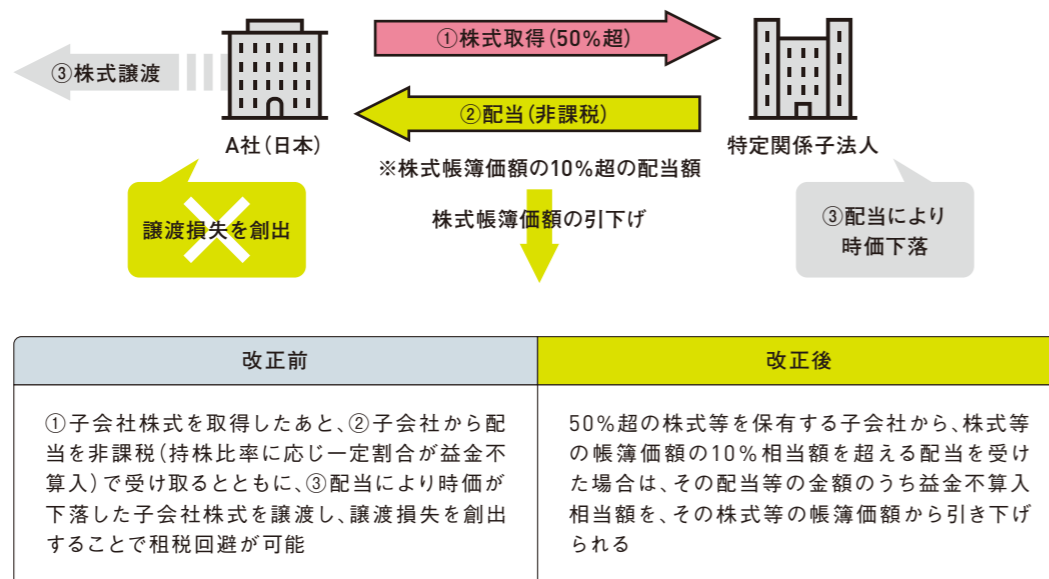 ①株式取得(50%超)
③株式譲渡
②配当(非課税)
A社(日本)
特定関係子法人
※株式帳簿価額の10%超の配当額
譲渡損失を創出
株式帳簿価額の引下げ
③配当により
時価下落
改正前
改正後
①子会社株式を取得したあと、②子会社から配
当を非課税(持株比率に応じ一定割合が益金不
算入)で受け取るとともに、③配当により時価が
下落した子会社株式を譲渡し、譲渡損失を創出
することで租税回避が可能
50%超の株式等を保有する子会社から、株式等
の帳簿価額の10%相当額を超える配当を受け
た場合は、その配当等の金額のうち益金不算入
相当額を、その株式等の帳簿価額から引き下げ
られる